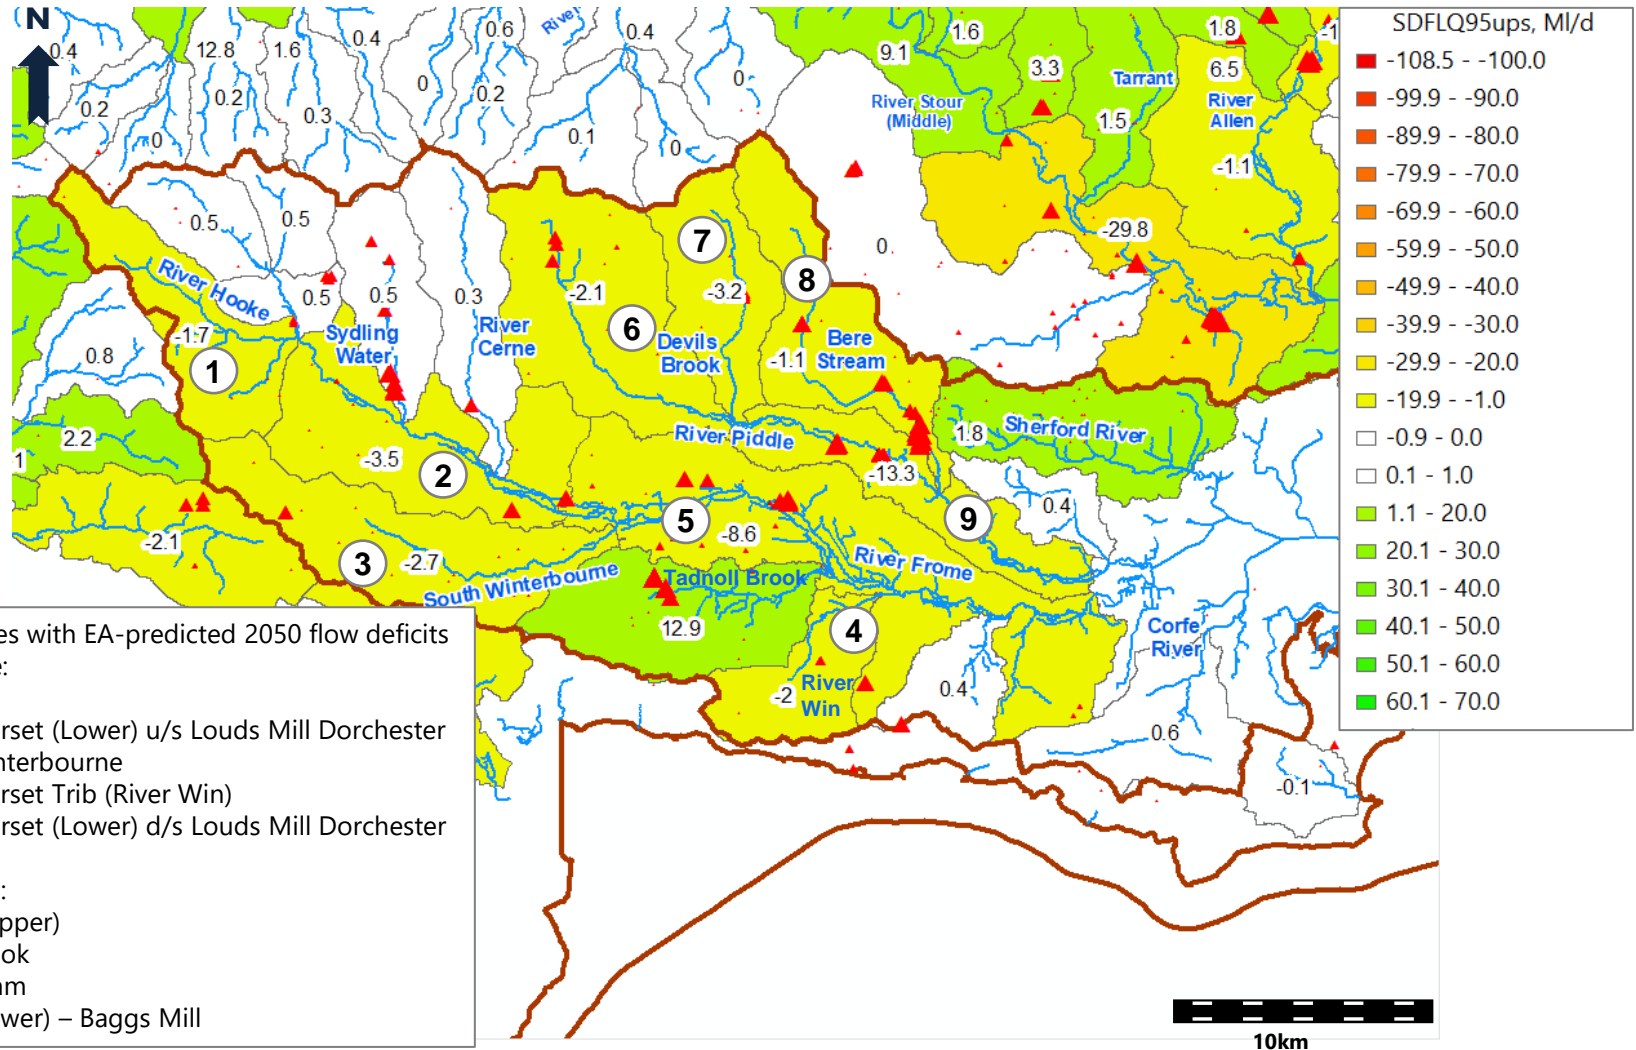 N
SDFLQ95ups, Ml/d
-108.5 - -100.0
-99.9 - -90.0
-89.9 - -80.0
-79.9 - -70.0
-69.9 - -60.0
-59.9 - -50.0
-49.9 - -40.0
-39.9 - -30.0
-29.9 - -20.0
-19.9 - -1.0
-0.9 - 0.0
0.1 - 1.0
1.1 - 20.0
20.1 - 30.0
30.1 - 40.0
40.1 - 50.0
50.1 - 60.0
60.1 - 70.0
0.4
12.8
1.6
0.4
0.6
River
0.4
0.2
0.2
0.3
0
0
0.2
0.1
0
0
9.1
1.6
3.3
1.8
6.5
-1
Tarrant
River Stour
(Middle)
1.5
River
Allen
-1.1
-29.8
0
0.5
0.5
0.5
0.5
0.3
River Hooke
-1.7
1
Sydling
Water
River
Cerne
-2.1
6
7
-3.2
Devils
Brook
8
Bere
Stream
-1.1
0.8
2.2
1
-3.5
2
River Piddle
-13.3
1.8
Sherford River
0.4
9
5
-8.6
-2.1
3
-2.7
South Winterbourne
Tadnoll Brook
12.9
River Frome
4
-2
River
Win
0.4
Corfe
River
0.6
-0.1
es with EA-predicted 2050 flow deficits
e:
rset (Lower) u/s Louds Mill Dorchester
nterbourne
rset Trib (River Win)
rset (Lower) d/s Louds Mill Dorchester
:
pper)
ok
am
wer) – Baggs Mill
10km